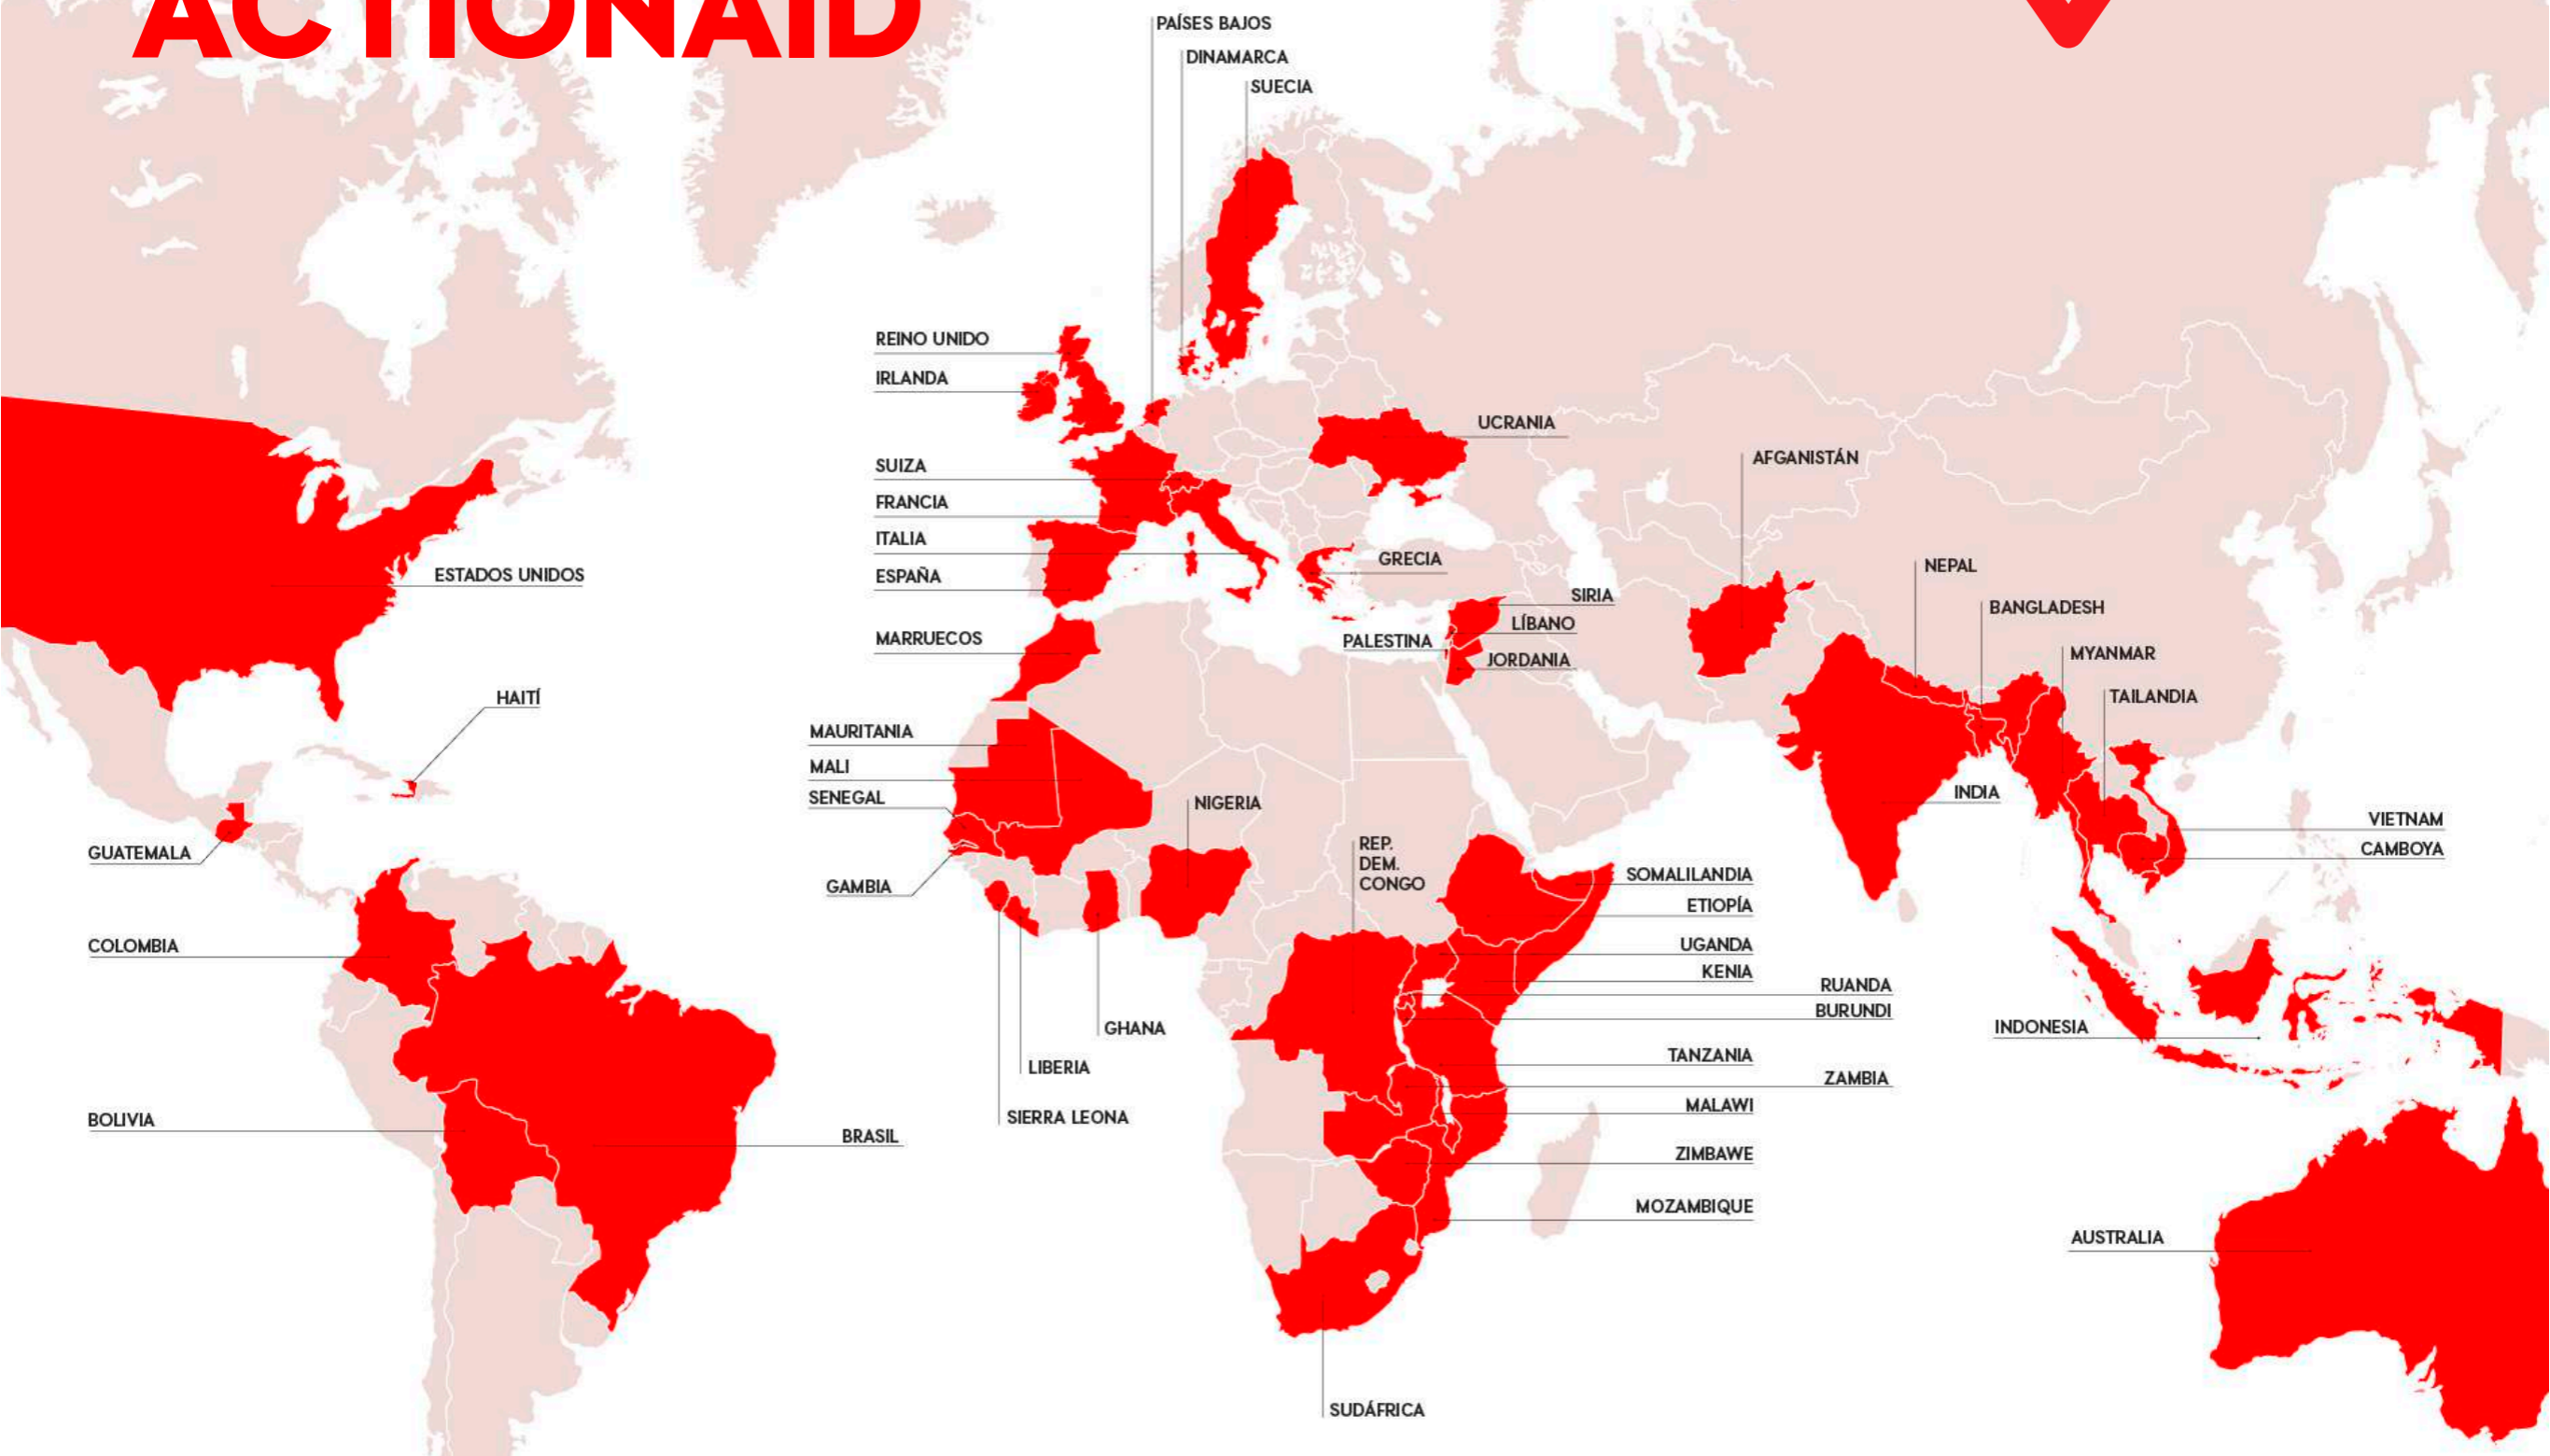 ACTIONAID
PAÍSES BAJOS
DINAMARCA
SUECIA
REINO UNIDO
IRLANDA
UCRANIA
AFGANISTÁN
SUIZA
FRANCIA
ITALIA
ESPAÑA
GRECIA
NEPAL
ESTADOS UNIDOS
SIRIA
BANGLADESH
LÍBANO
MARRUECOS
PALESTINA
JORDANIA
MYANMAR
HAITÍ
TAILANDIA
MAURITANIA
MALI
SENEGAL
NIGERIA
INDIA
VIETNAM
GUATEMALA
REP.
DEM.
CONGO
CAMBOYA
GAMBIA
SOMALILANDIA
ETIOPÍA
COLOMBIA
UGANDA
KENIA
RUANDA
BURUNDI
GHANA
INDONESIA
LIBERIA
TANZANIA
ZAMBIA
MALAWI
SIERRA LEONA
BOLIVIA
BRASIL
ZIMBAWE
MOZAMBIQUE
AUSTRALIA
SUDÁFRICA